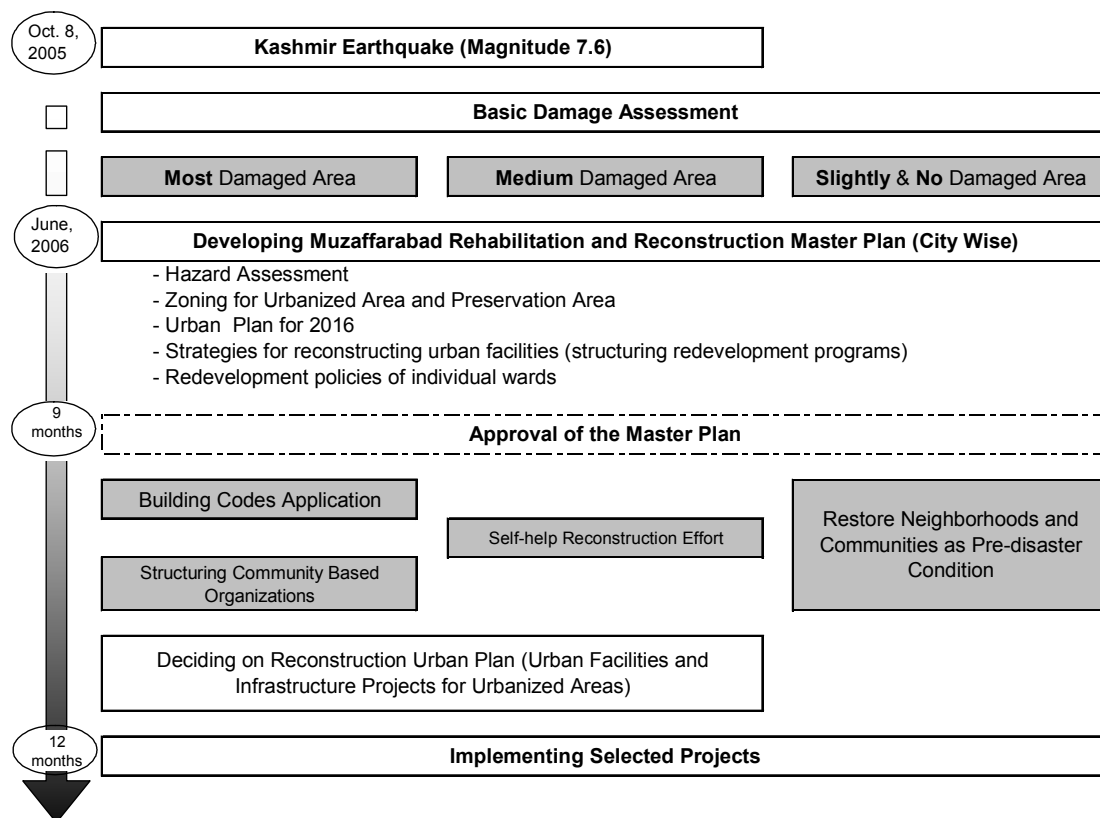 Oct. 8,
2005
Kashmir Earthquake (Magnitude 7.6)
Basic Damage Assessment
Most Damaged Area
Medium Damaged Area
Slightly & No Damaged Area
June,
2006
Developing Muzaffarabad Rehabilitation and Reconstruction Master Plan (City Wise)
- Hazard Assessment
- Zoning for Urbanized Area and Preservation Area
- Urban Plan for 2016
- Strategies for reconstructing urban facilities (structuring redevelopment programs)
- Redevelopment policies of individual wards
9
months
Approval of the Master Plan
Building Codes Application
Self-help Reconstruction Effort
Restore Neighborhoods and
Communities as Pre-disaster
Condition
Structuring Community Based
Organizations
Deciding on Reconstruction Urban Plan (Urban Facilities and
Infrastructure Projects for Urbanized Areas)
12
months
Implementing Selected Projects